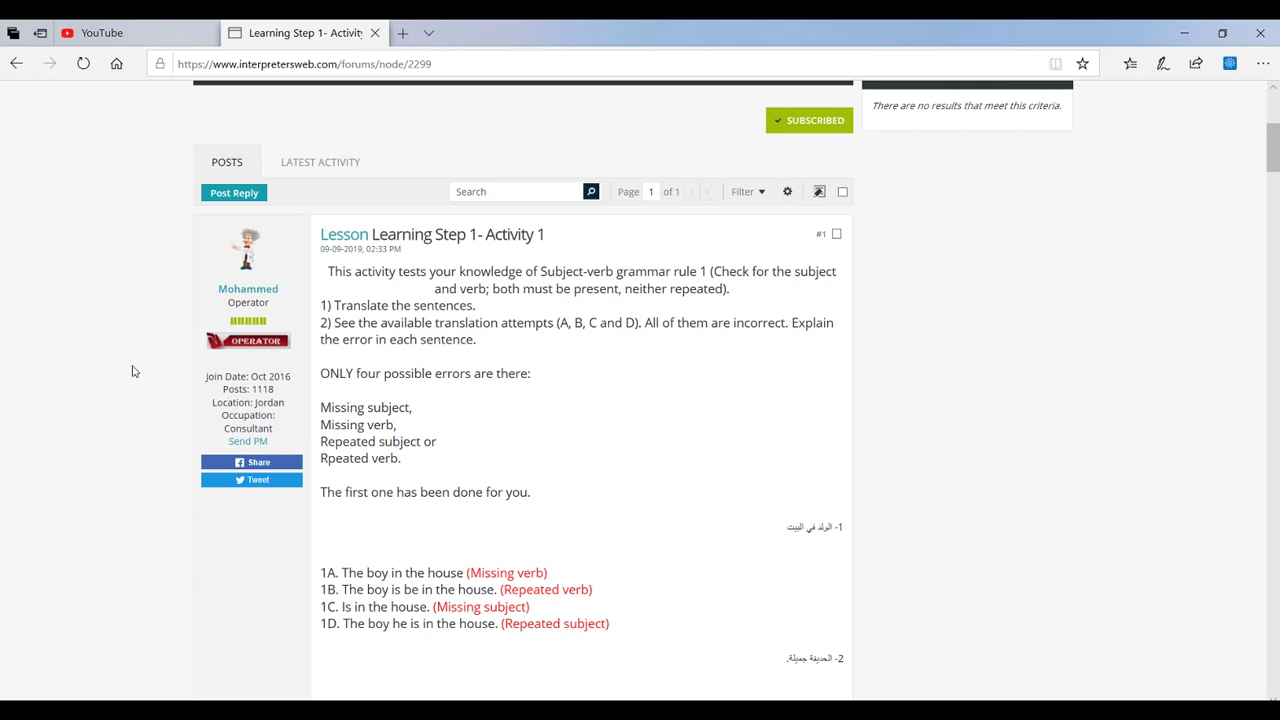 YouTube
Learning Step 1- Activity
https://www.interpretersweb.com/forums/node/2299
There are no results that meet this criteria.
✓ SUBSCRIBED
POSTS LATEST ACTIVITY
Post Reply Search Page 1 of 1 Filter
Lesson Learning Step 1- Activity 1 #1
09-09-2019, 02:33 PM
Mohammed
Operator
OPERATOR
Join Date: Oct 2016
Posts: 1118
Location: Jordan
Occupation:
Consultant
Send PM
Share
Tweet
This activity tests your knowledge of Subject-verb grammar rule 1 (Check for the subject
and verb; both must be present, neither repeated).
1) Translate the sentences.
2) See the available translation attempts (A, B, C and D). All of them are incorrect. Explain
the error in each sentence.
ONLY four possible errors are there:
Missing subject,
Missing verb,
Repeated subject or
Rpeated verb.
The first one has been done for you.
1- الولد في البيت
1A. The boy in the house (Missing verb)
1B. The boy is be in the house. (Repeated verb)
1C. Is in the house. (Missing subject)
1D. The boy he is in the house. (Repeated subject)
2- الحديقة جميلة.